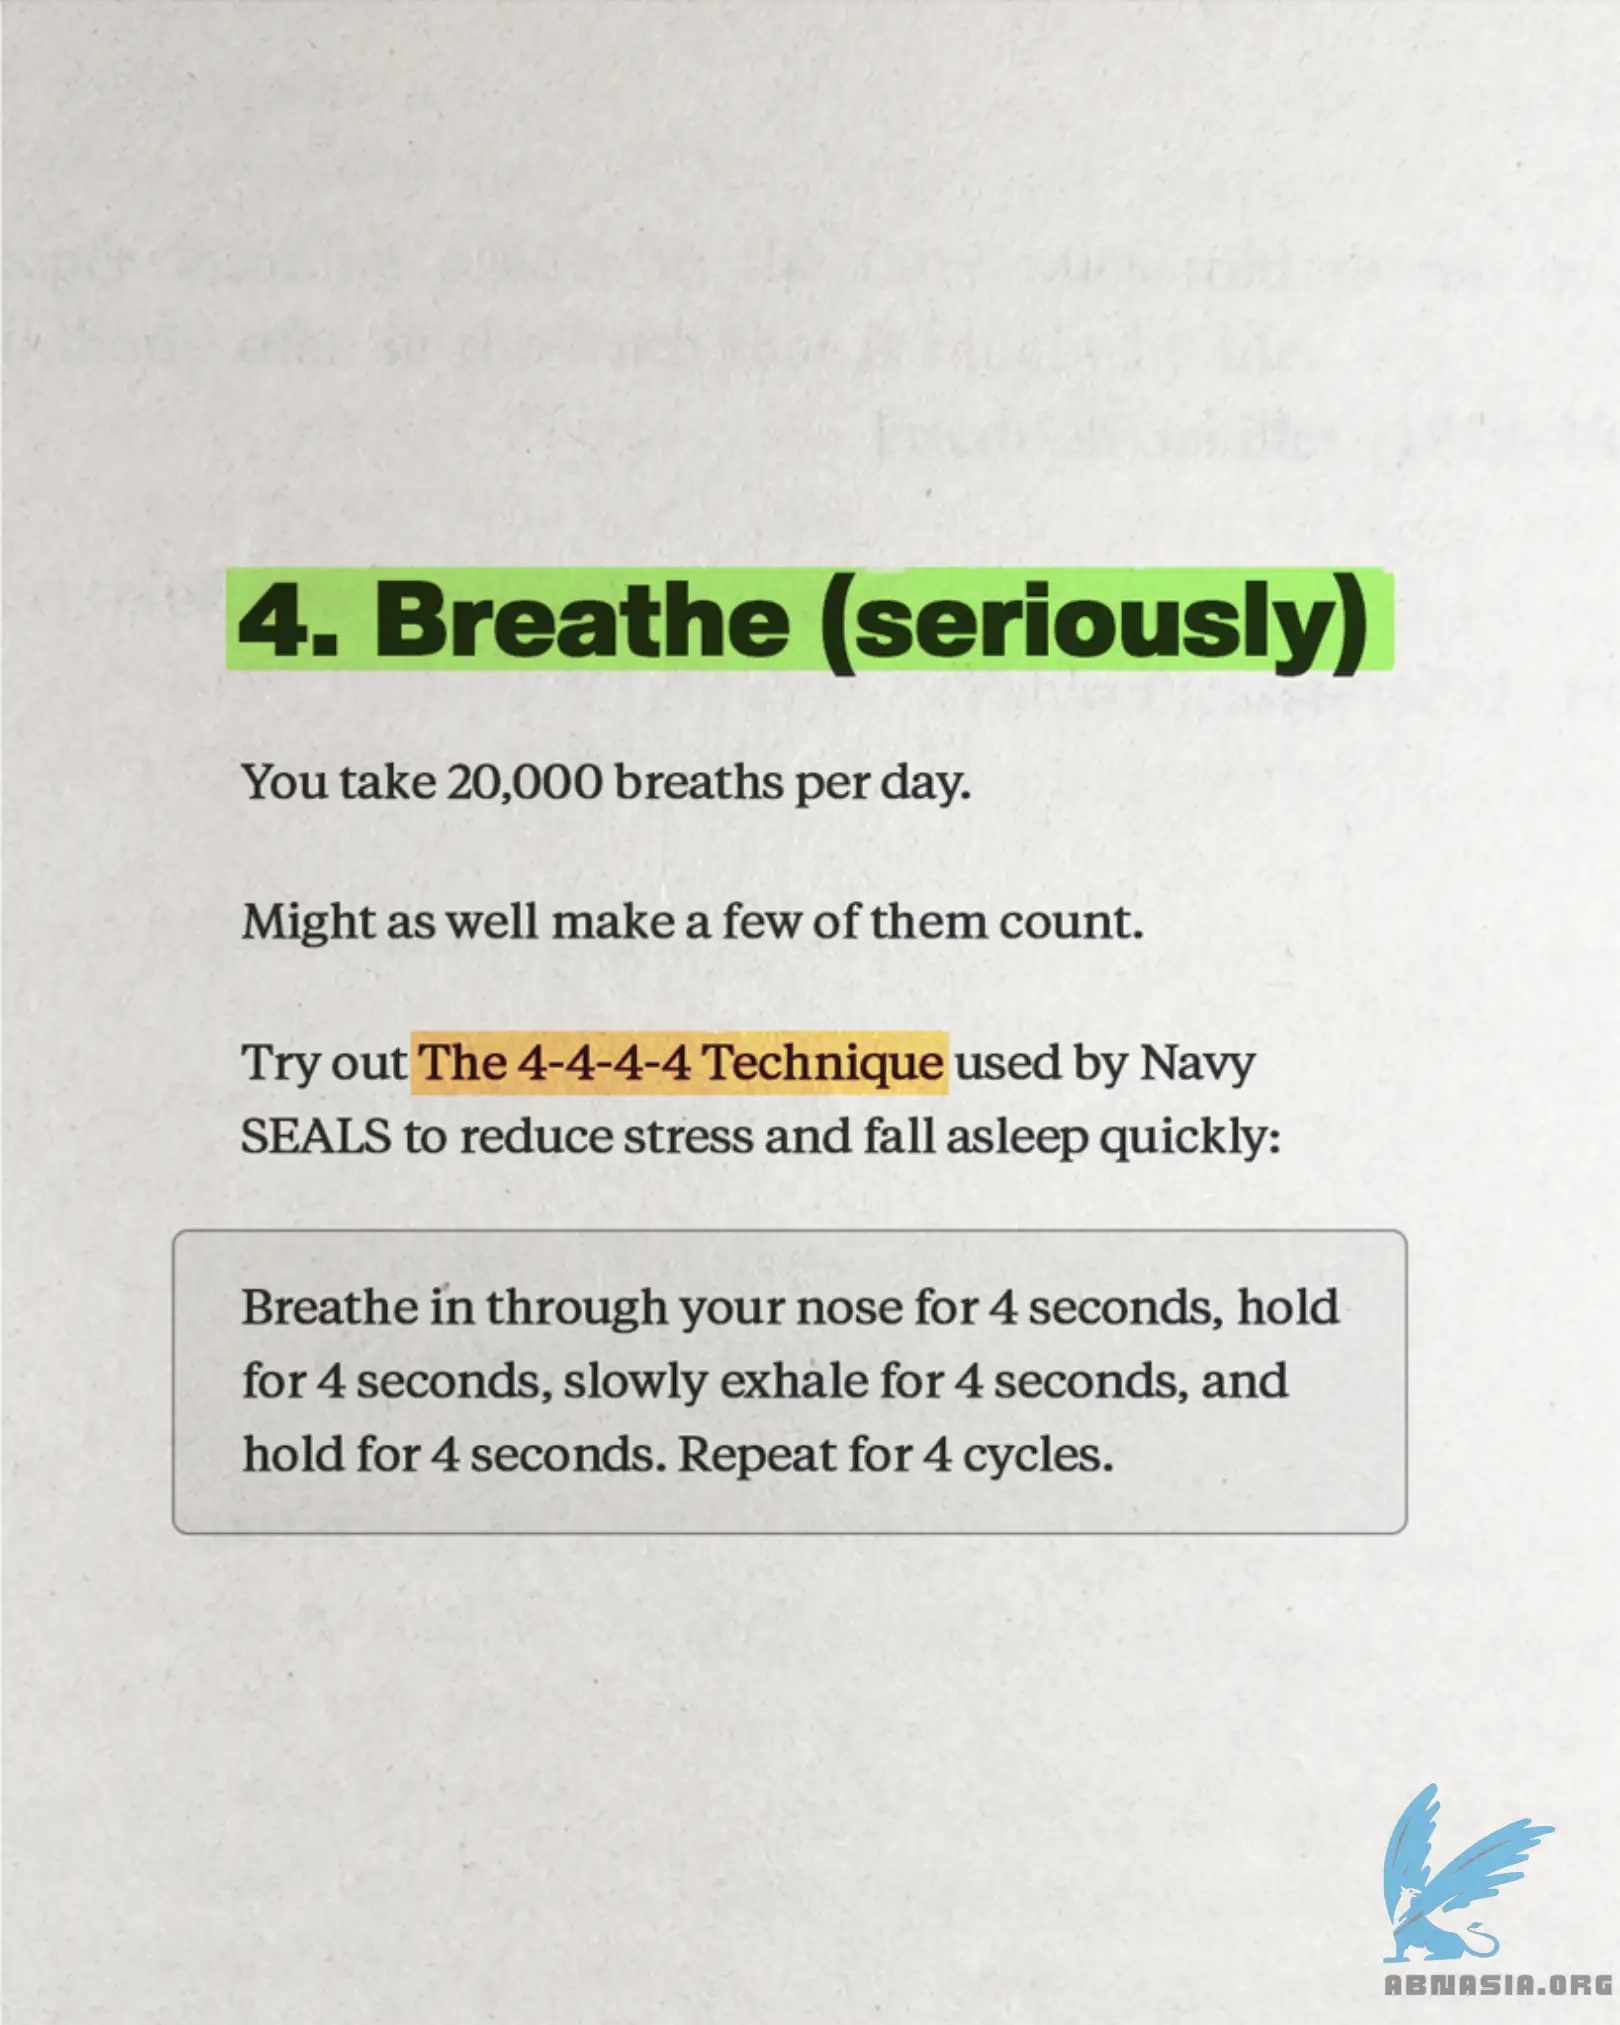 4. Breathe (seriously)
You take 20,000 breaths per day.
Might as well make a few of them count.
Try out The 4-4-4-4 Technique used by Navy
SEALS to reduce stress and fall asleep quickly:
Breathe in through your nose for 4 seconds, hold
for 4 seconds, slowly exhale for 4 seconds, and
hold for 4 seconds. Repeat for 4 cycles.
ABNASIA.ORG